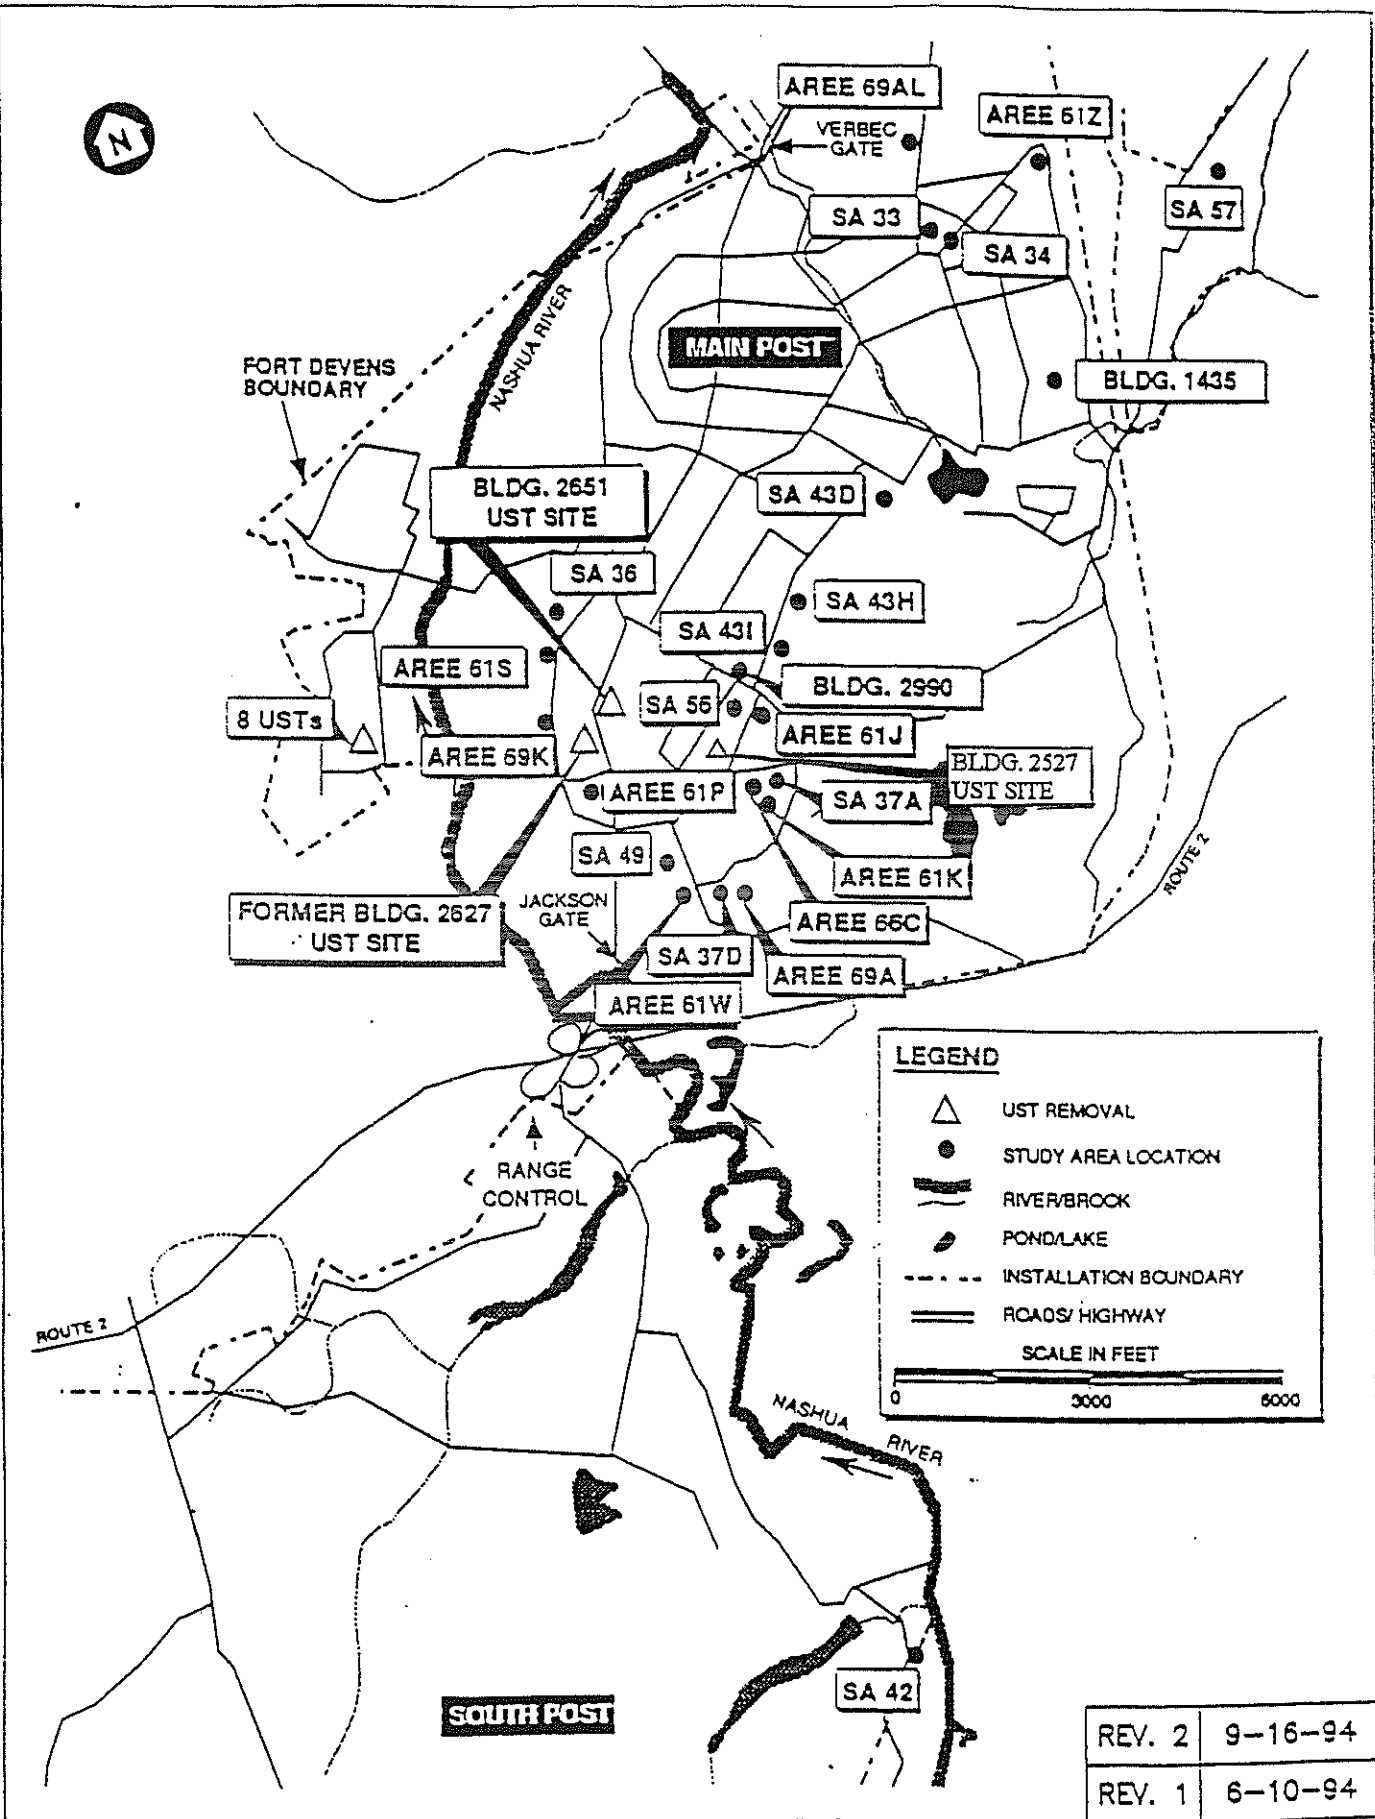 AREE 69AL
N
VERBEC
GATE
AREE 61Z
SA 33
SA 57
SA 34
NASHUA RIVER
MAIN POST
FORT DEVENS
BOUNDARY
BLDG. 1435
BLDG. 2651
UST SITE
SA 43D
SA 36
SA 43H
SA 43I
AREE 61S
BLDG. 2990
SA 56
8 USTs
AREE 61J
AREE 69K
BLDG. 2527
UST SITE
AREE 61P
SA 37A
SA 49
ROUTE 2
AREE 61K
JACKSON
GATE
FORMER BLDG. 2627
UST SITE
AREE 66C
SA 37D
AREE 69A
AREE 61W
LEGEND
UST REMOVAL
STUDY AREA LOCATION
RIVER/BROCK
POND/LAKE
INSTALLATION BOUNDARY
ROADS/ HIGHWAY
SCALE IN FEET
0 3000 6000
RANGE
CONTROL
ROUTE 2
NASHUA RIVER
SA 42
SOUTH POST
REV. 2 9-16-94
REV. 1 6-10-94